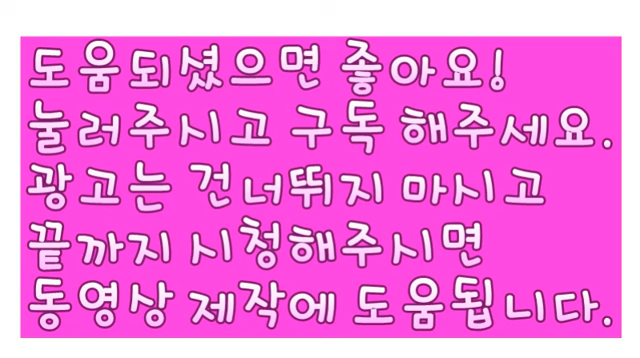 도움되셨으면 좋아요!
눌러주시고 구독 해주세요.
광고는 건너뛰지 마시고
끝까지 시청해주시면
동영상 제작에 도움됩니다.